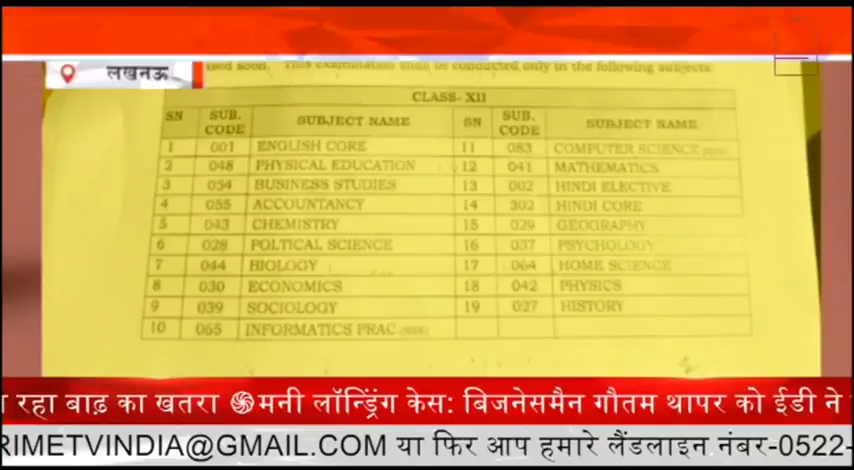 लखनऊ
used soon. This examination shall be conducted only in the following subjects.
CLASS- XII
SN SUB. CODE SUBJECT NAME SN SUB. CODE SUBJECT NAME
1 001 ENGLISH CORE 11 083 COMPUTER SCIENCE
2 048 PHYSICAL EDUCATION 12 041 MATHEMATICS
3 054 BUSINESS STUDIES 13 002 HINDI ELECTIVE
4 055 ACCOUNTANCY 14 302 HINDI CORE
5 043 CHEMISTRY 15 029 GEOGRAPHY
6 028 POLTICAL SCIENCE 16 037 PSYCHOLOGY
7 044 BIOLOGY 17 064 HOME SCIENCE
8 030 ECONOMICS 18 042 PHYSICS
9 039 SOCIOLOGY 19 027 HISTORY
10 065 INFORMATICS PRAC.
रहा बाढ़ का खतरा मनी लॉन्ड्रिंग केस: बिजनेसमैन गौतम थापर को ईडी ने
RIMETVINDIA@GMAIL.COM या फिर आप हमारे लैंडलाइन नंबर-0522-